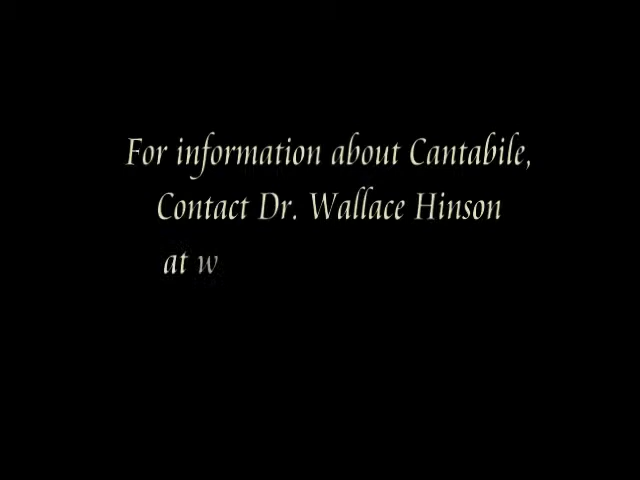 For information about Cantabile,
Contact Dr. Wallace Hinson
at w